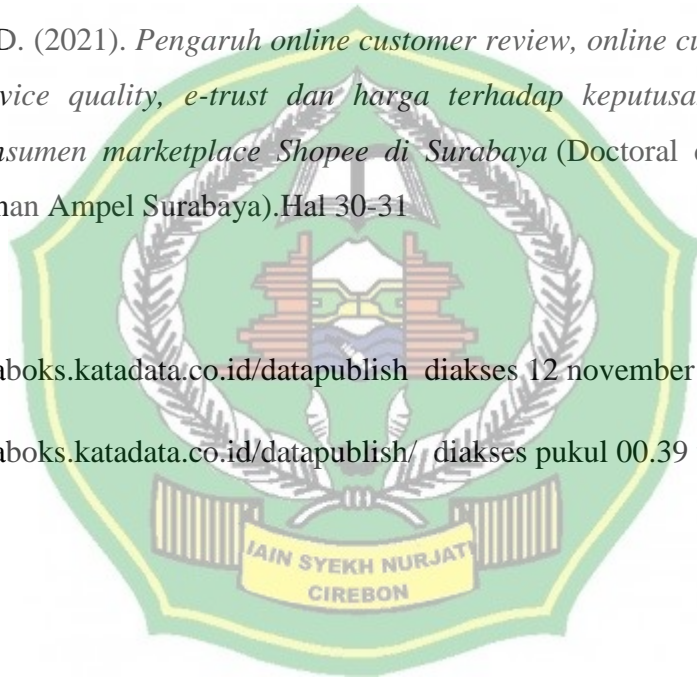 D. (2021). Pengaruh online customer review, online cu
vice quality, e-trust dan harga terhadap keputusa
nsumen marketplace Shopee di Surabaya (Doctoral
nan Ampel Surabaya).Hal 30-31
aboks.katadata.co.id/datapublish diakses 12 november
aboks.katadata.co.id/datapublish/ diakses pukul 00.39
IAIN SYEKH NURJATI
CIREBON